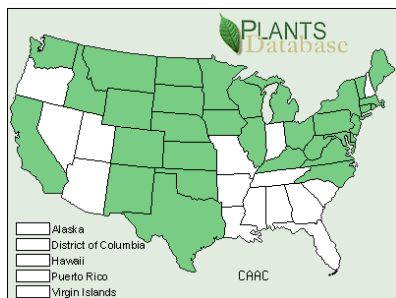 PLANTS
Database
Alaska
District of Columbia
Hawaii
Puerto Rico
Virgin Islands
CAAC